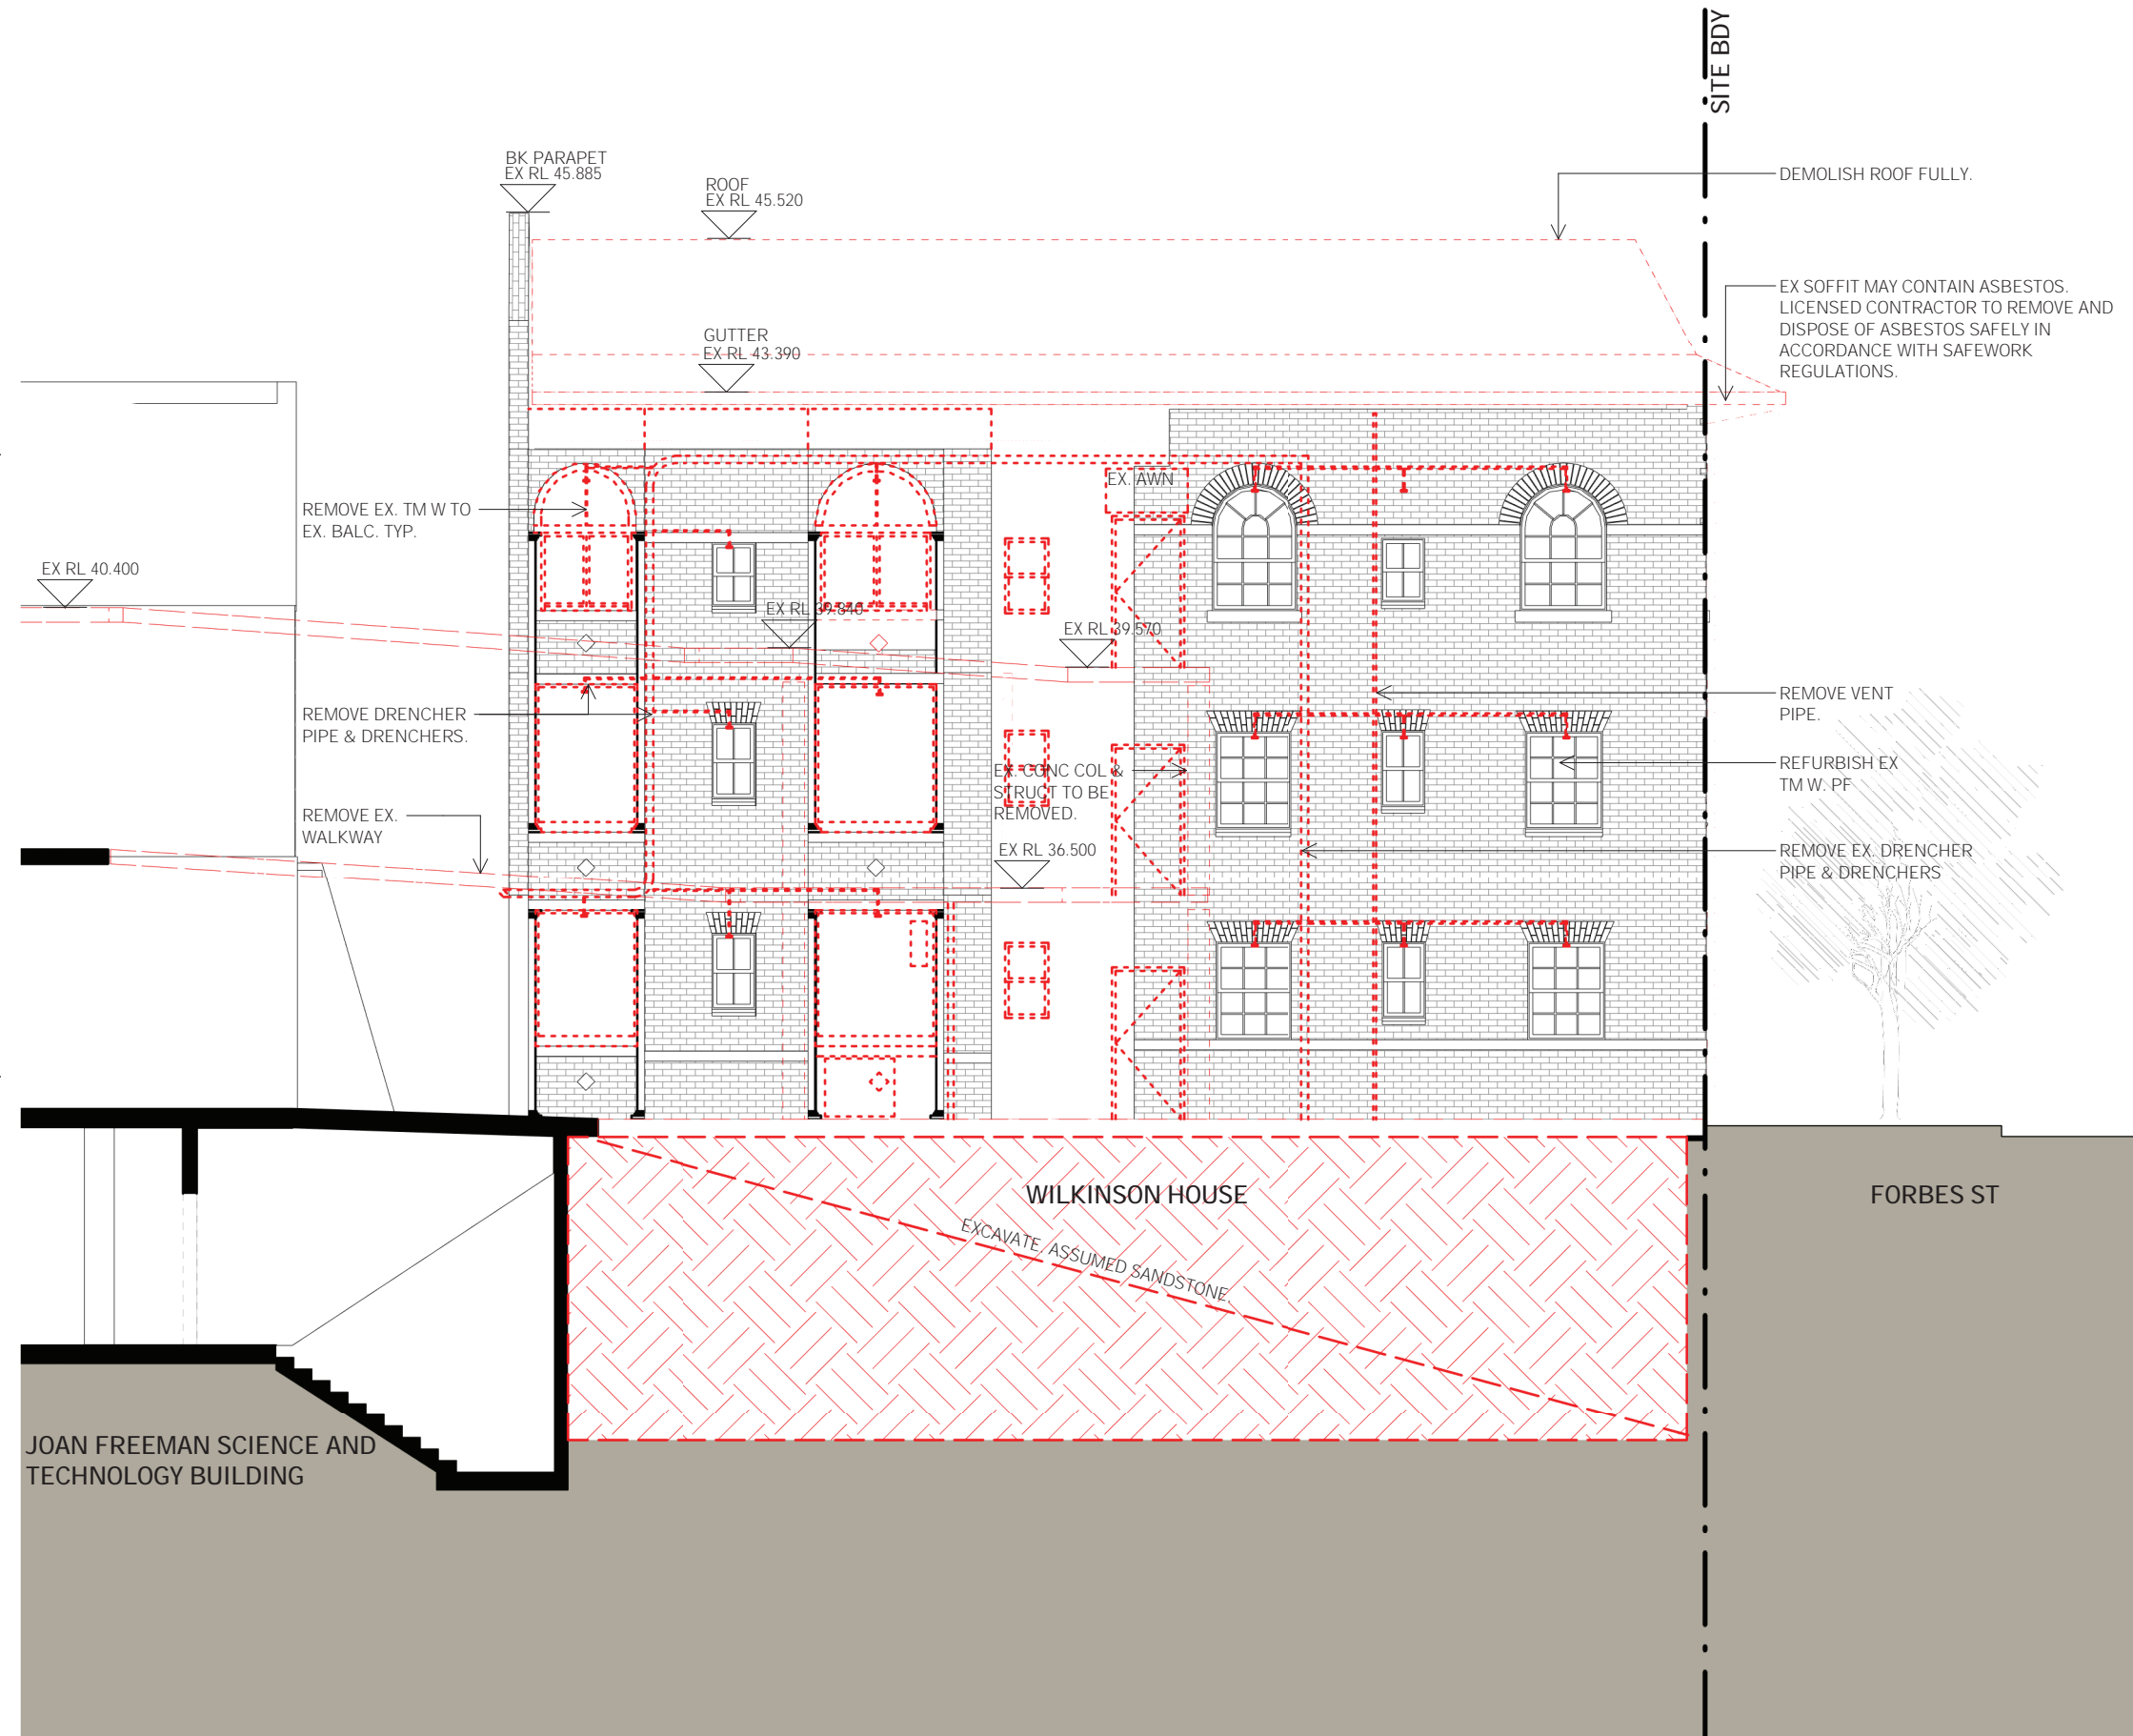 SITE BDY
BK PARAPET
EX RL 45.885
ROOF
EX RL 45.520
DEMOLISH ROOF FULLY.
EX SOFFIT MAY CONTAIN ASBESTOS.
LICENSED CONTRACTOR TO REMOVE AND
DISPOSE OF ASBESTOS SAFELY IN
ACCORDANCE WITH SAFEWORK
REGULATIONS.
GUTTER
EX RL 43.390
EX. AWN
REMOVE EX. TM W TO
EX. BALC. TYP.
EX RL 40.400
EX RL 39.840
EX RL 39.570
REMOVE DRENCHER
PIPE & DRENCHERS.
REMOVE VENT
PIPE.
EX. CONC COL &
STRUCT TO BE
REMOVED.
REFURBISH EX
TM W. PF
REMOVE EX.
WALKWAY
EX RL 36.500
REMOVE EX. DRENCHER
PIPE & DRENCHERS
WILKINSON HOUSE
FORBES ST
EXCAVATE. ASSUMED SANDSTONE.
JOAN FREEMAN SCIENCE AND
TECHNOLOGY BUILDING